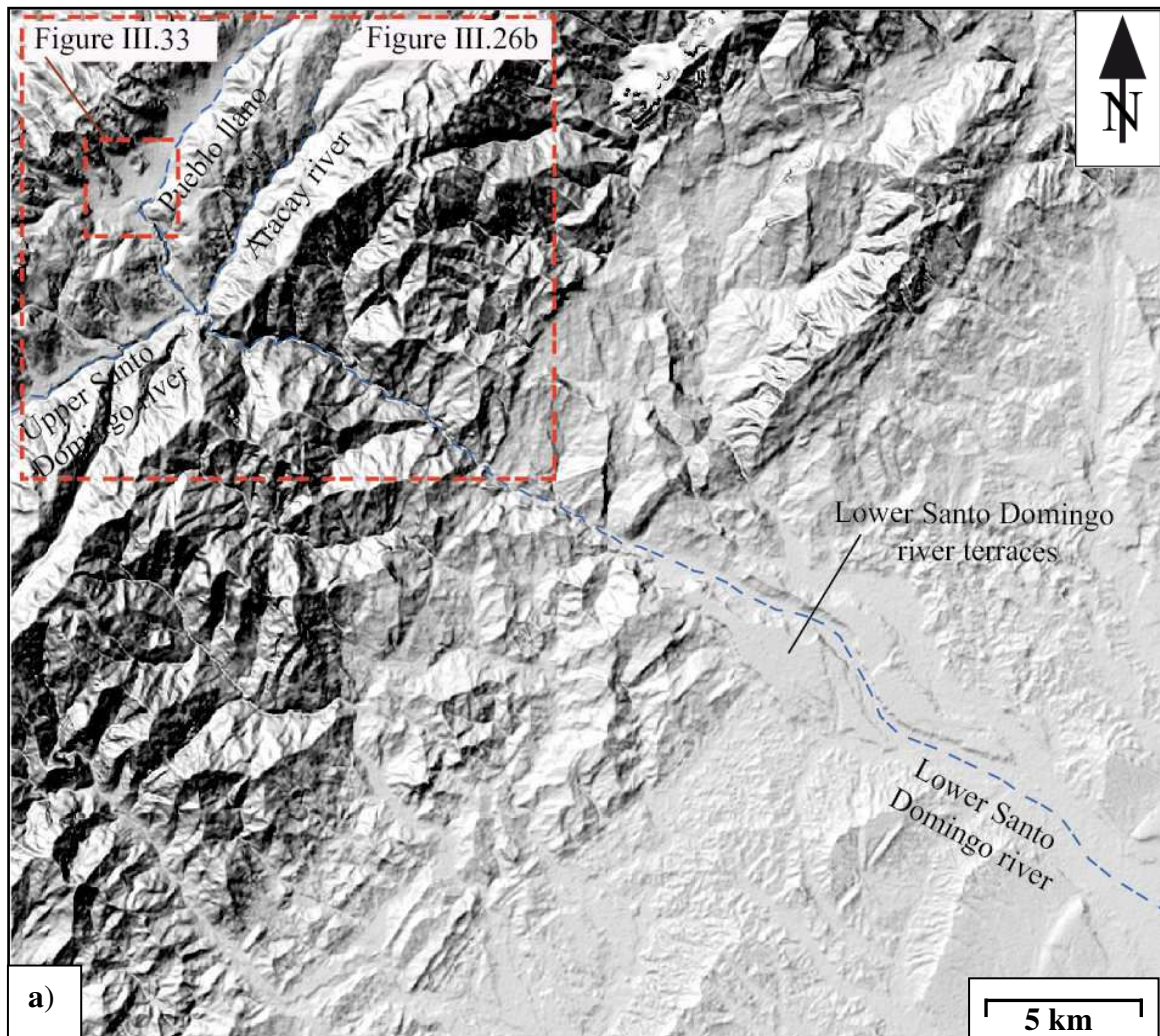 Figure III.33
Figure III.26b
N
Pueblo llano
river
Aracay river
Upper Santo
Domingo river
Lower Santo Domingo
river terraces
Lower Santo
Domingo river
a)
5 km